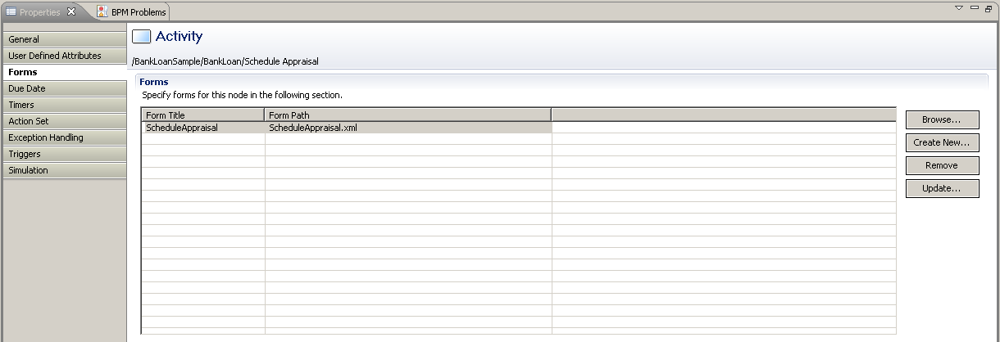 Properties
BPM Problems
General
User Defined Attributes
Forms
Due Date
Timers
Action Set
Exception Handling
Triggers
Simulation
Activity
/BankLoanSample/BankLoan/Schedule Appraisal
Forms
Specify forms for this node in the following section.
Form Title Form Path
ScheduleAppraisal ScheduleAppraisal.xml
Browse...
Create New...
Remove
Update...